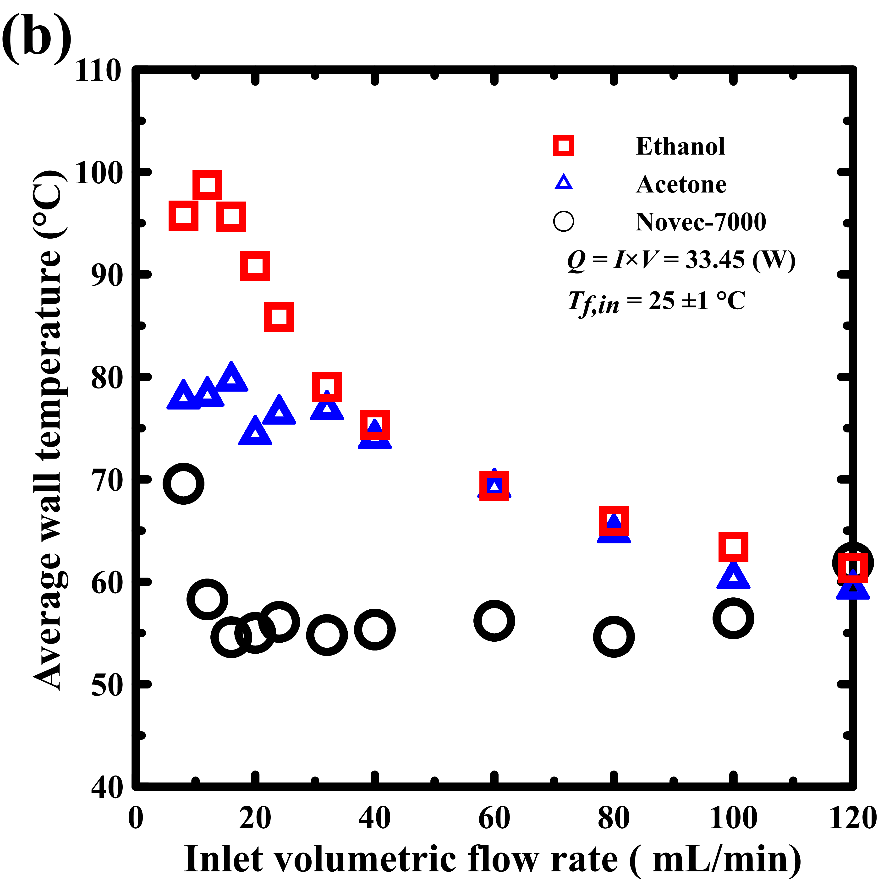 (b)
Average wall temperature (°C)
110
100
90
80
70
60
50
40
Ethanol
Acetone
Novec-7000
Q = I×V = 33.45 (W)
Tf,in = 25 ±1 °C
0
20
40
60
80
100
120
Inlet volumetric flow rate ( mL/min)